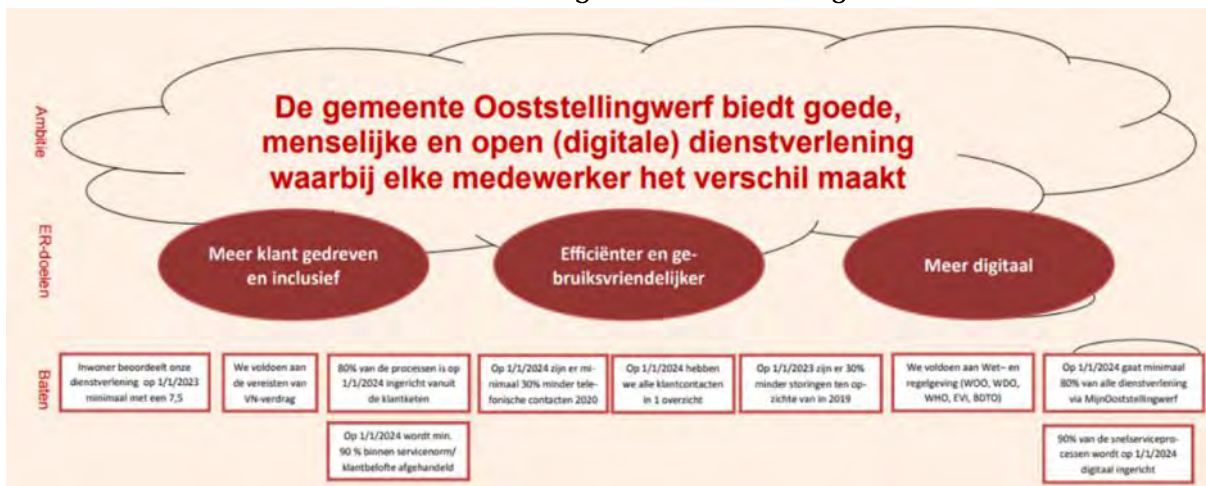 Ambitie
De gemeente Ooststellingwerf biedt goede,
menselijke en open (digitale) dienstverlening
waarbij elke medewerker het verschil maakt
ER-doelen
Meer klant gedreven
en inclusief
Efficiënter en ge-
bruiksvriendelijker
Meer digitaal
Baten
Inwoner beoordeelt onze
dienstverlening op 1/1/2023
minimaal met een 7,5
We voldoen aan
de vereisten van
VN-verdrag
80% van de processen is op
1/1/2024 ingericht vanuit
de klantketen
Op 1/1/2024 wordt min.
90 % binnen servicenorm/
klantbelofte afgehandeld
Op 1/1/2024 zijn er mi-
nimaal 30% minder tele-
fonische contacten 2020
Op 1/1/2024 hebben
we alle klantcontacten
in 1 overzicht
Op 1/1/2023 zijn er 30%
minder storingen ten op-
zichte van in 2019
We voldoen aan Wet– en
regelgeving (WOO, WDO,
WHO, EVI, BDTO)
Op 1/1/2024 gaat minimaal
80% van alle dienstverlening
via MijnOoststellingwerf
90% van de snelservicepro-
cessen wordt op 1/1/2024
digitaal ingericht